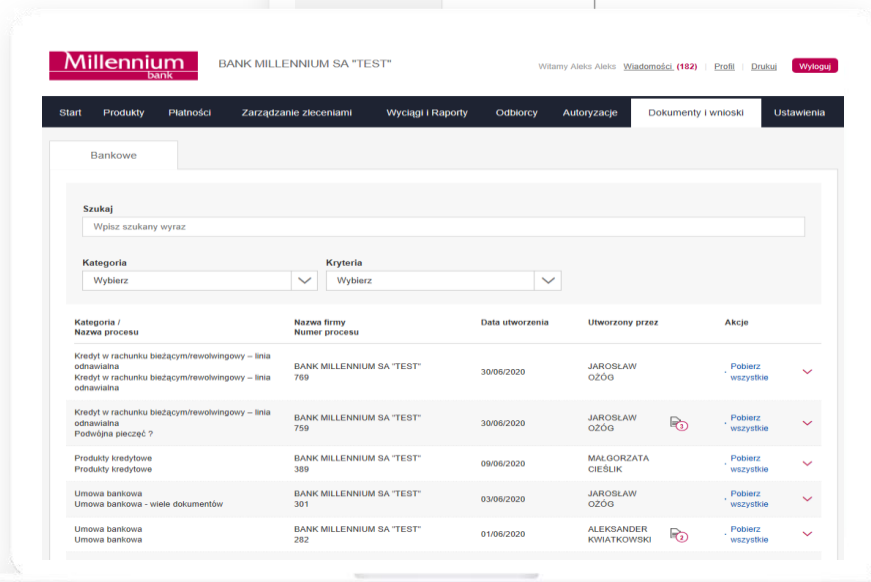 Millennium
bank
BANK MILLENNIUM SA "TEST"
Witamy Aleks Aleks Wiadomości (182) | Profil | Drukuj Wyloguj
Start Produkty Płatności Zarządzanie zleceniami Wyciągi i Raporty Odbiorcy Autoryzacje Dokumenty i wnioski Ustawienia
Bankowe
Szukaj
Wpisz szukany wyraz
Kategoria Kryteria
Wybierz Wybierz
Kategoria / Nazwa firmy Data utworzenia Utworzony przez Akcje
Nazwa procesu Numer procesu
Kredyt w rachunku bieżącym/rewolwingowy – linia
odnawialna
Kredyt w rachunku bieżącym/rewolwingowy – linia
odnawialna
BANK MILLENNIUM SA "TEST"
769
30/06/2020
JAROSŁAW
OŻÓG
Pobierz
wszystkie
Kredyt w rachunku bieżącym/rewolwingowy – linia
odnawialna
Podwójna pieczęć ?
BANK MILLENNIUM SA "TEST"
759
30/06/2020
JAROSŁAW
OŻÓG
3
Pobierz
wszystkie
Produkty kredytowe
Produkty kredytowe
BANK MILLENNIUM SA "TEST"
389
09/06/2020
MAŁGORZATA
CIEŚLIK
Pobierz
wszystkie
Umowa bankowa
Umowa bankowa - wiele dokumentów
BANK MILLENNIUM SA "TEST"
301
03/06/2020
JAROSŁAW
OŻÓG
Pobierz
wszystkie
Umowa bankowa
Umowa bankowa
BANK MILLENNIUM SA "TEST"
282
01/06/2020
ALEKSANDER
KWIATKOWSKI
2
Pobierz
wszystkie